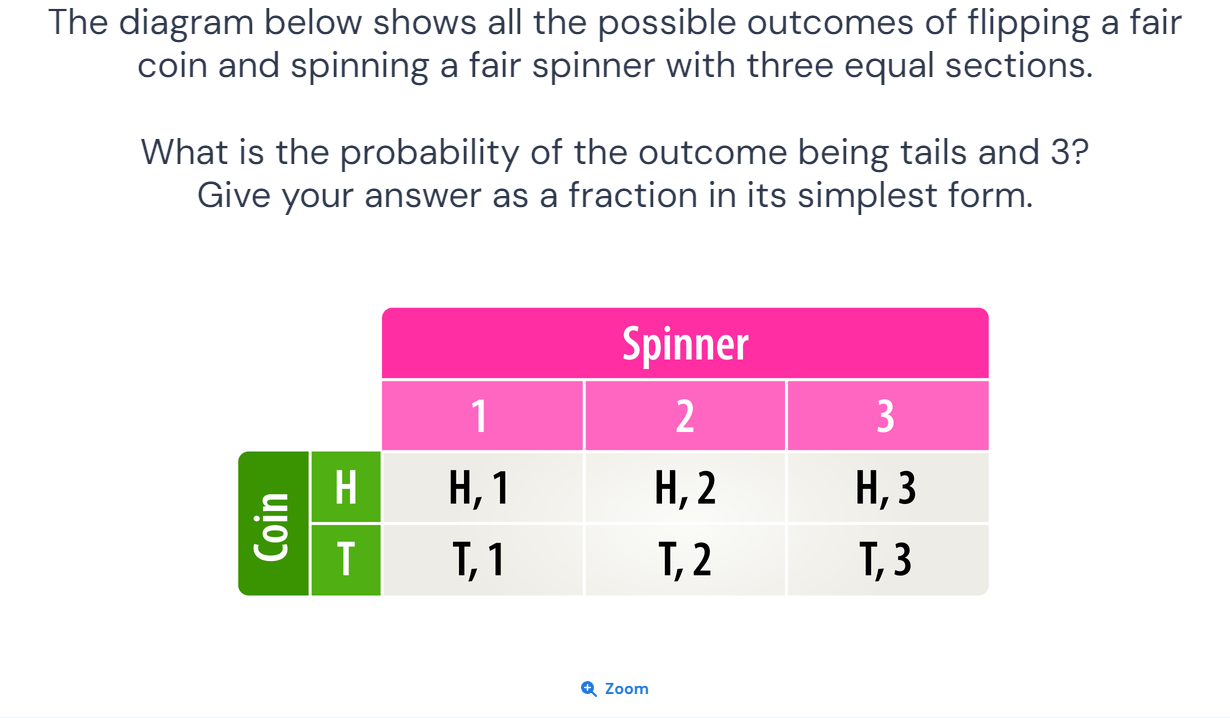 The diagram below shows all the possible outcomes of flipping a fair
coin and spinning a fair spinner with three equal sections.
What is the probability of the outcome being tails and 3?
Give your answer as a fraction in its simplest form.
Spinner
1 2 3
Coin
H H, 1 H, 2 H, 3
T T, 1 T, 2 T, 3
Zoom